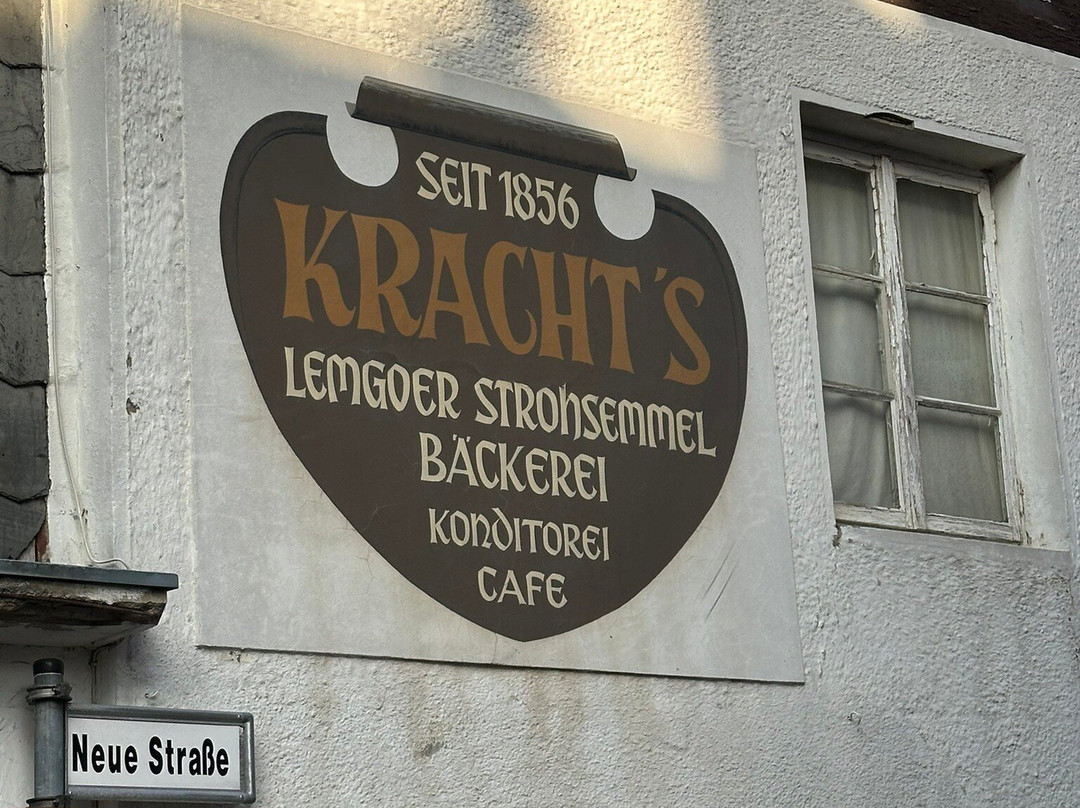 SEIT 1856
KRACHT'S
LEMGOER STROHSEMMEL
BÄCKEREI
KONDITOREI
CAFE
Neue Straße